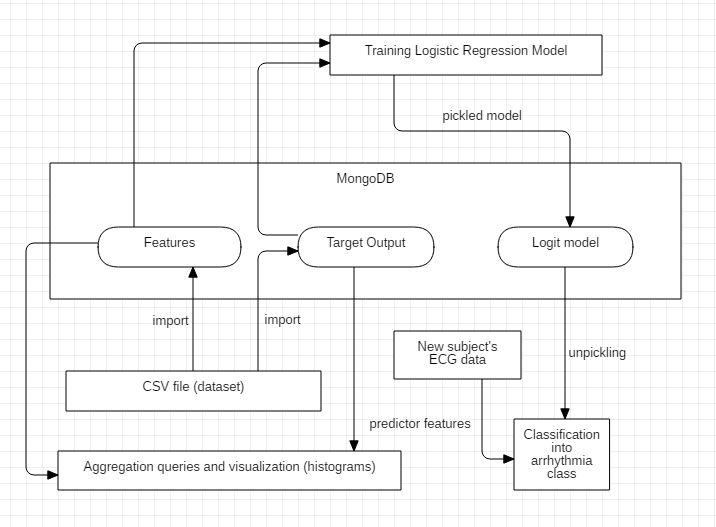 Training Logistic Regression Model
pickled model
MongoDB
Features
Target Output
Logit model
import
import
New subject's
ECG data
unpickling
CSV file (dataset)
predictor features
Classification
into
arrhythmia
class
Aggregation queries and visualization (histograms)